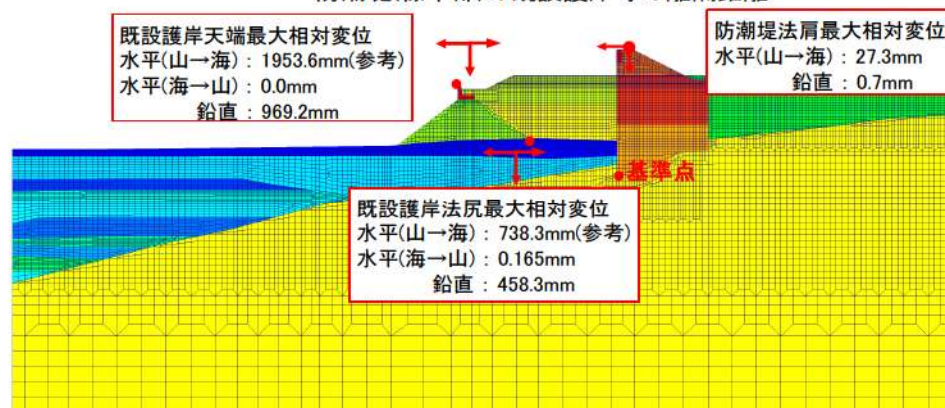 既設護岸天端最大相対変位
水平(山→海)：1953.6mm(参考)
水平(海→山)：0.0mm
鉛直：969.2mm
防潮堤法肩最大相対変位
水平(山→海)：27.3mm
鉛直：0.7mm
基準点
既設護岸法尻最大相対変位
水平(山→海)：738.3mm(参考)
水平(海→山)：0.165mm
鉛直：458.3mm